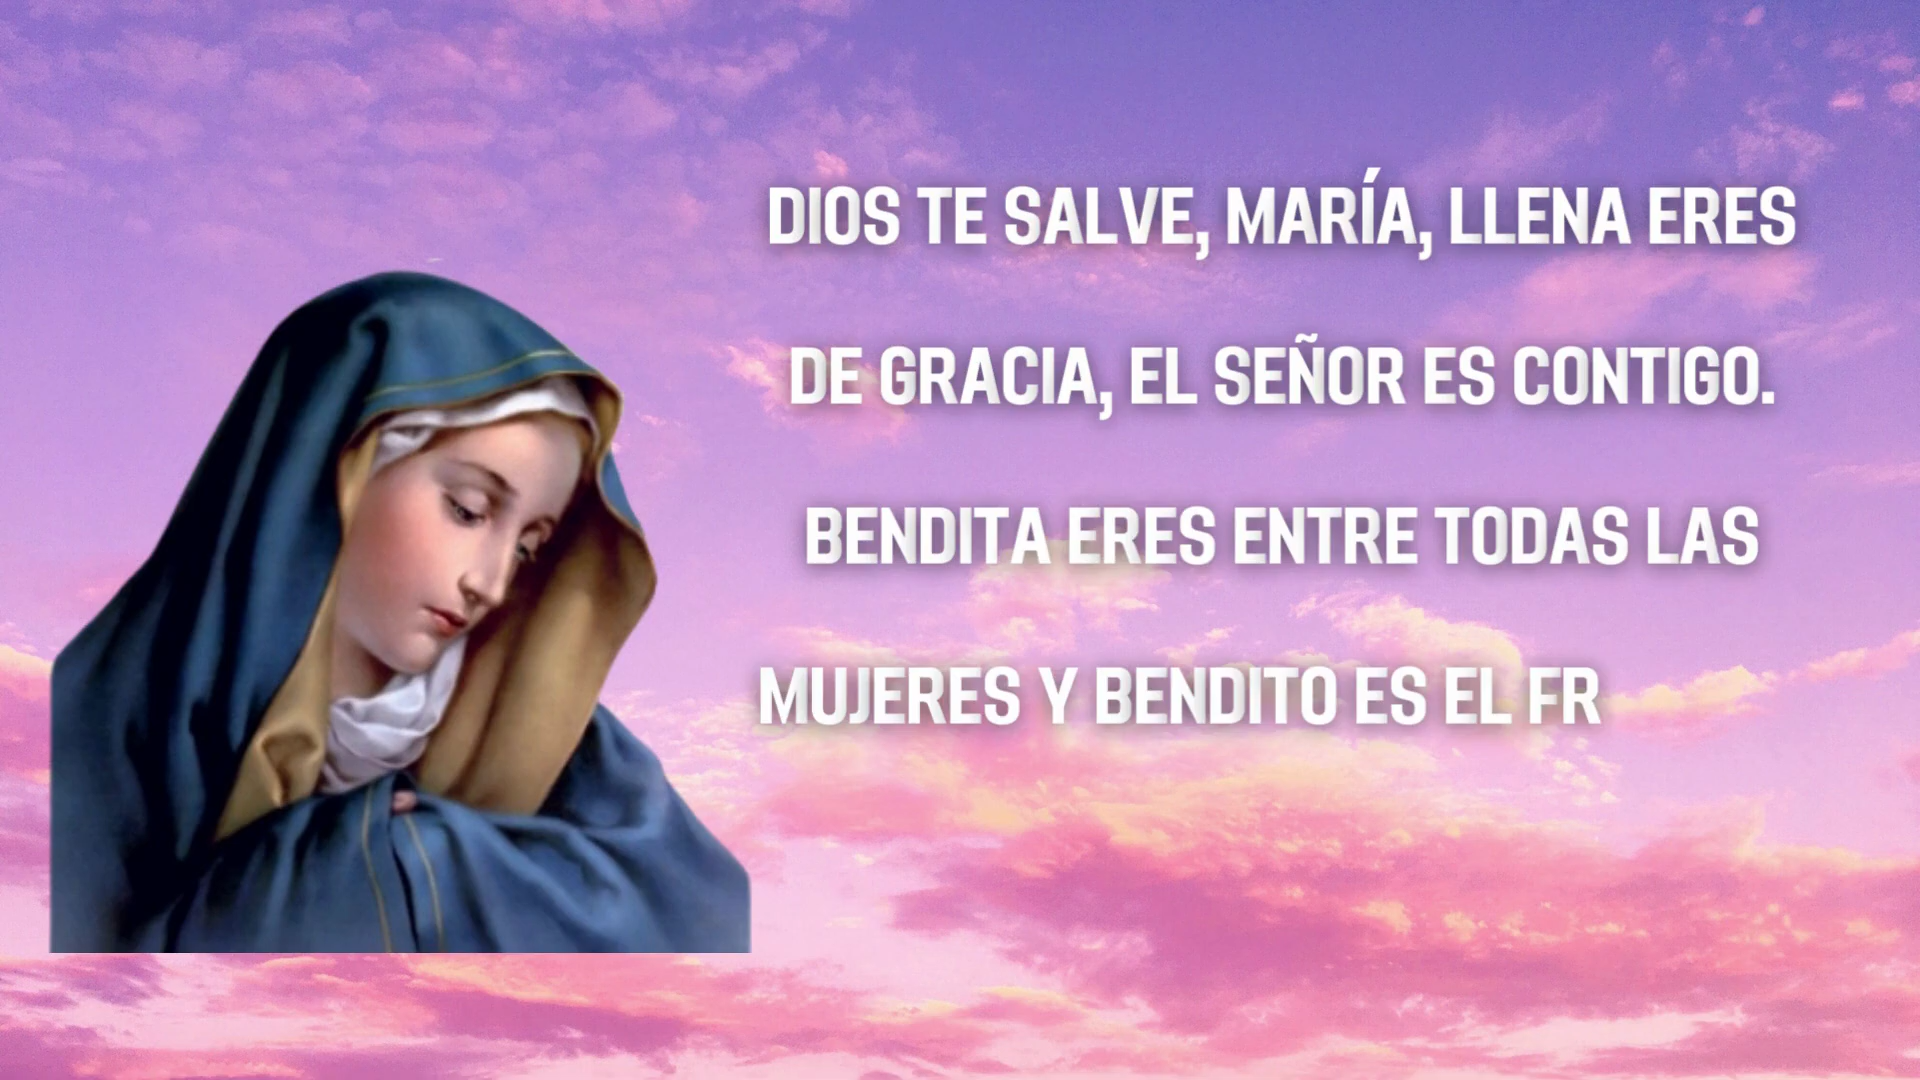 DIOS TE SALVE, MARÍA, LLENA ERES
DE GRACIA, EL SEÑOR ES CONTIGO.
BENDITA ERES ENTRE TODAS LAS
MUJERES Y BENDITO ES EL FR